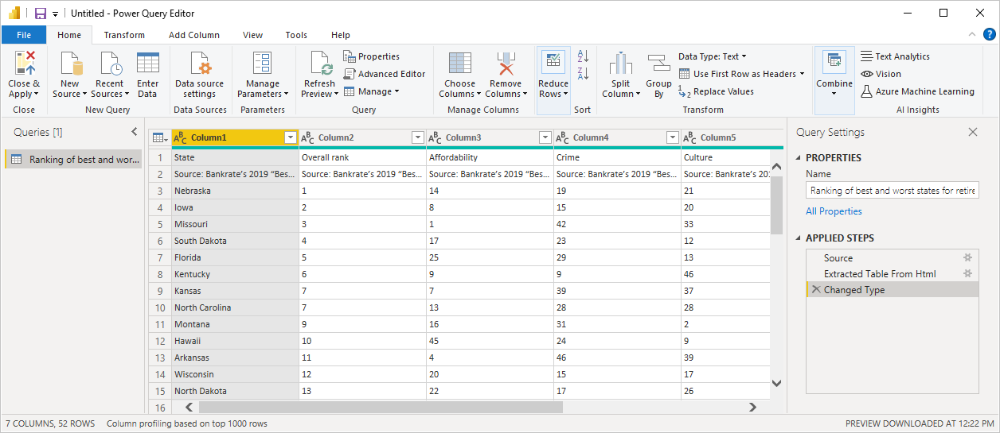 Untitled - Power Query Editor
File Home Transform Add Column View Tools Help
Close & Apply
New Source
Recent Sources
Enter Data
Data source settings
Manage Parameters
Refresh Preview
Properties
Advanced Editor
Manage
Choose Columns
Remove Columns
Reduce Rows
Split Column
Group By
Data Type: Text
Use First Row as Headers
Replace Values
Combine
Text Analytics
Vision
Azure Machine Learning
Close New Query Data Sources Parameters Query Manage Columns Sort Transform AI Insights
Queries [1]
Ranking of best and wor...
Column1 Column2 Column3 Column4 Column5
1 State Overall rank Affordability Crime Culture
2 Source: Bankrate’s 2019 “Bes... Source: Bankrate’s 2019 “Bes... Source: Bankrate’s 2019 “Bes... Source: Bankrate’s 2019 “Bes... Source: Bankrate’s 201
3 Nebraska 1 14 19 21
4 Iowa 2 8 15 20
5 Missouri 3 1 42 33
6 South Dakota 4 17 23 12
7 Florida 5 25 29 13
8 Kentucky 6 9 9 46
9 Kansas 7 7 39 37
10 North Carolina 7 13 28 28
11 Montana 9 16 31 2
12 Hawaii 10 45 24 9
13 Arkansas 11 4 46 39
14 Wisconsin 12 20 15 17
15 North Dakota 13 22 17 26
16
Query Settings
PROPERTIES
Name
Ranking of best and worst states for retire
All Properties
APPLIED STEPS
Source
Extracted Table From Html
Changed Type
7 COLUMNS, 52 ROWS Column profiling based on top 1000 rows PREVIEW DOWNLOADED AT 12:22 PM